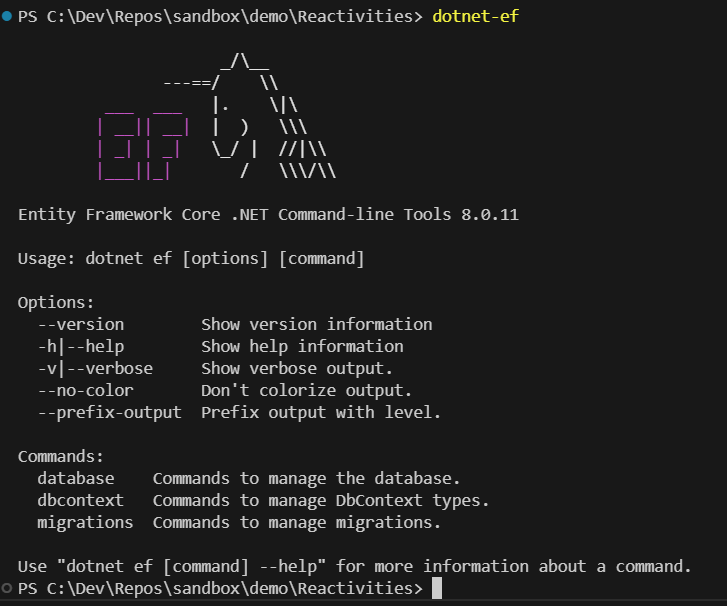 PS C:\Dev\Repos\sandbox\demo\Reactivities> dotnet-ef
                     _/\__
               ---==/    \\
         ___  ___   |.    \|\
        | __|| __|  |  )   \\\
        | _| | _|   \_/ |  //|\\
        |___||_|       /   \\\/\\
Entity Framework Core .NET Command-line Tools 8.0.11
Usage: dotnet ef [options] [command]
Options:
  --version        Show version information
  -h|--help        Show help information
  -v|--verbose     Show verbose output.
  --no-color       Don't colorize output.
  --prefix-output  Prefix output with level.
Commands:
  database    Commands to manage the database.
  dbcontext   Commands to manage DbContext types.
  migrations  Commands to manage migrations.
Use "dotnet ef [command] --help" for more information about a command.
PS C:\Dev\Repos\sandbox\demo\Reactivities>